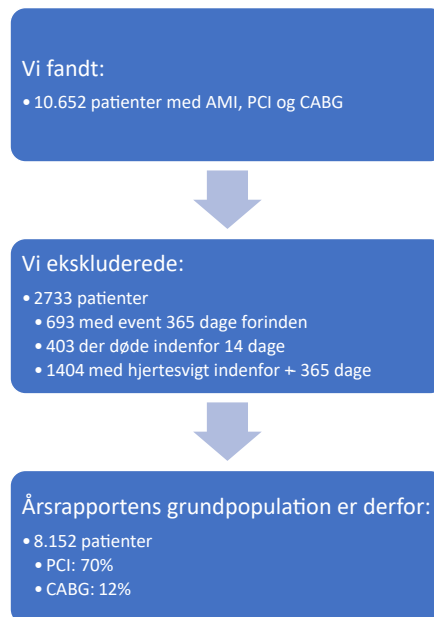 Vi fandt:
• 10.652 patienter med AMI, PCI og CABG
Vi ekskluderede:
• 2733 patienter
• 693 med event 365 dage forinden
• 403 der døde indenfor 14 dage
• 1404 med hjertesvigt indenfor +- 365 dage
Årsrapportens grundpopulation er derfor:
• 8.152 patienter
• PCI: 70%
• CABG: 12%